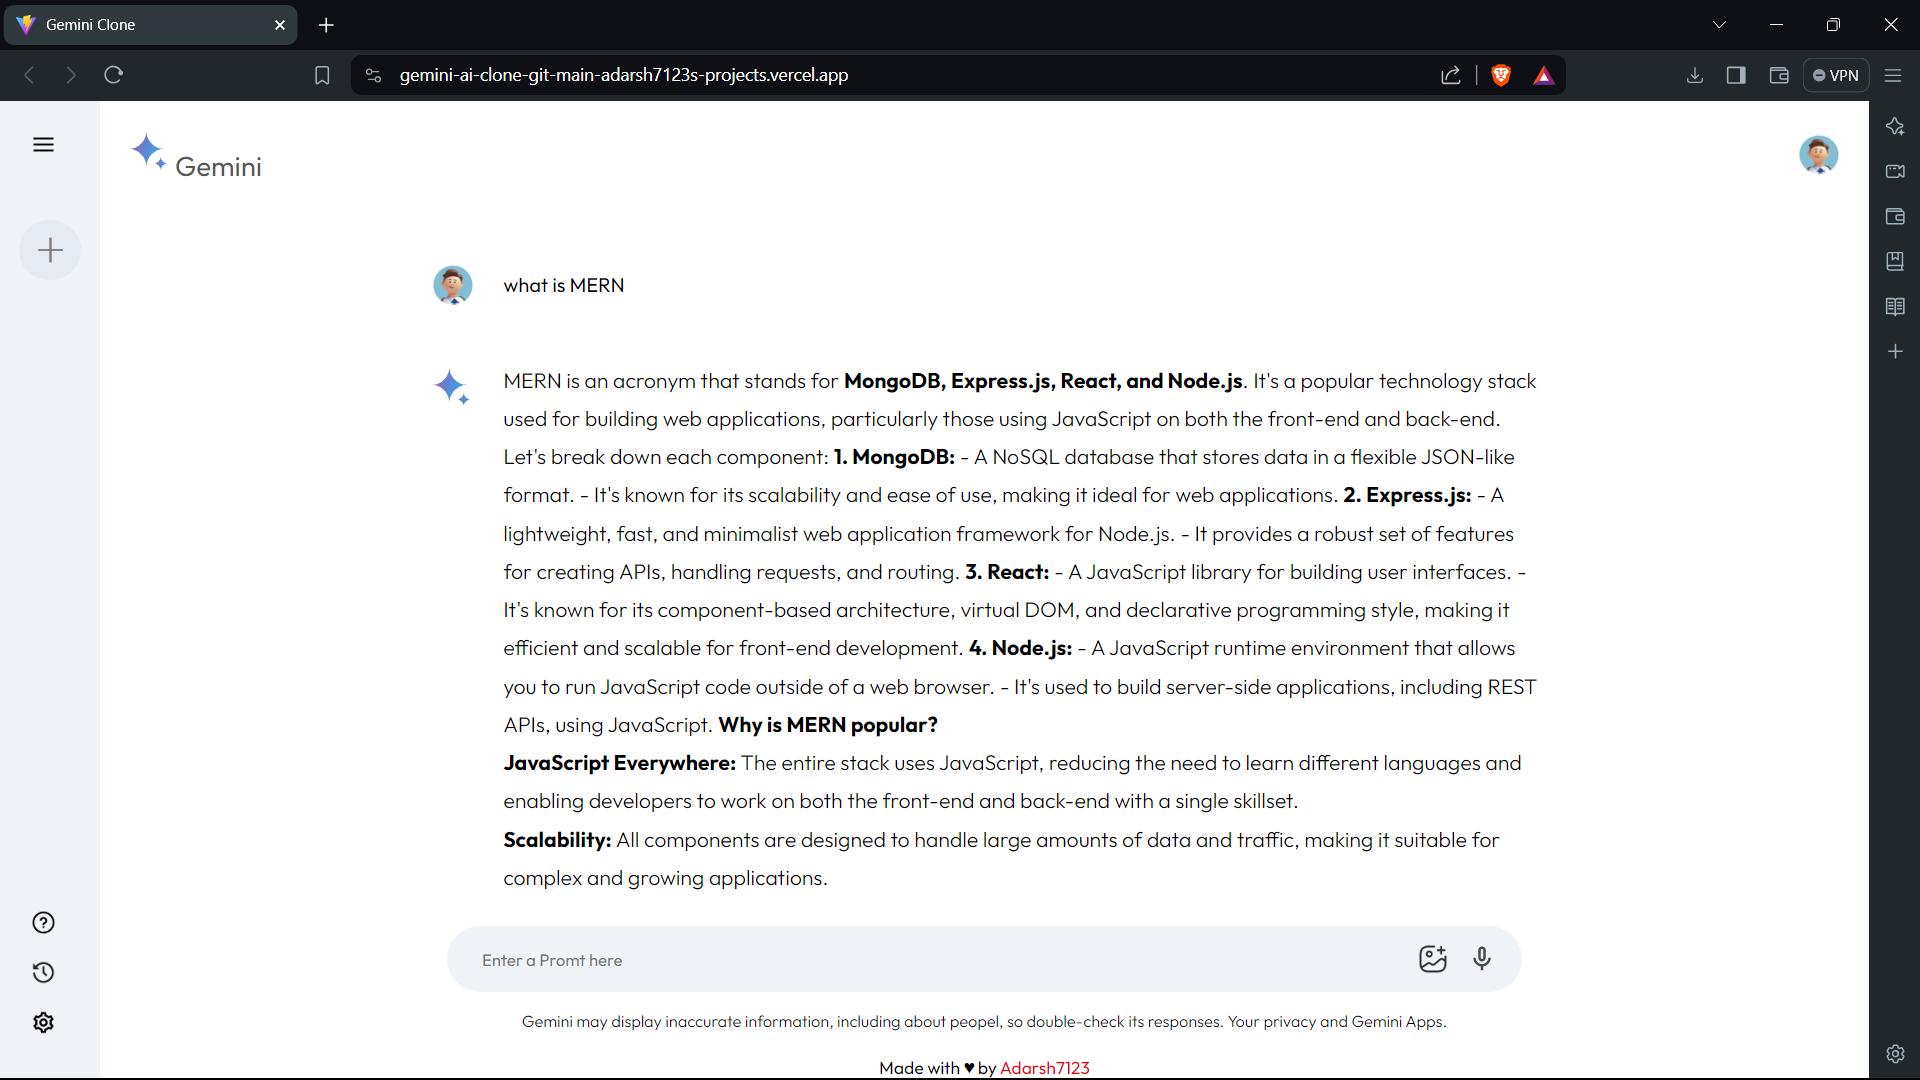 Gemini Clone
gemini-ai-clone-git-main-adarsh7123s-projects.vercel.app
VPN
Gemini
what is MERN
MERN is an acronym that stands for MongoDB, Express.js, React, and Node.js. It's a popular technology stack
used for building web applications, particularly those using JavaScript on both the front-end and back-end.
Let's break down each component: 1. MongoDB: - A NoSQL database that stores data in a flexible JSON-like
format. - It's known for its scalability and ease of use, making it ideal for web applications. 2. Express.js: - A
lightweight, fast, and minimalist web application framework for Node.js. - It provides a robust set of features
for creating APIs, handling requests, and routing. 3. React: - A JavaScript library for building user interfaces. -
It's known for its component-based architecture, virtual DOM, and declarative programming style, making it
efficient and scalable for front-end development. 4. Node.js: - A JavaScript runtime environment that allows
you to run JavaScript code outside of a web browser. - It's used to build server-side applications, including REST
APIs, using JavaScript. Why is MERN popular?
JavaScript Everywhere: The entire stack uses JavaScript, reducing the need to learn different languages and
enabling developers to work on both the front-end and back-end with a single skillset.
Scalability: All components are designed to handle large amounts of data and traffic, making it suitable for
complex and growing applications.
Enter a Promt here
Gemini may display inaccurate information, including about peopel, so double-check its responses. Your privacy and Gemini Apps.
Made with ♥ by Adarsh7123